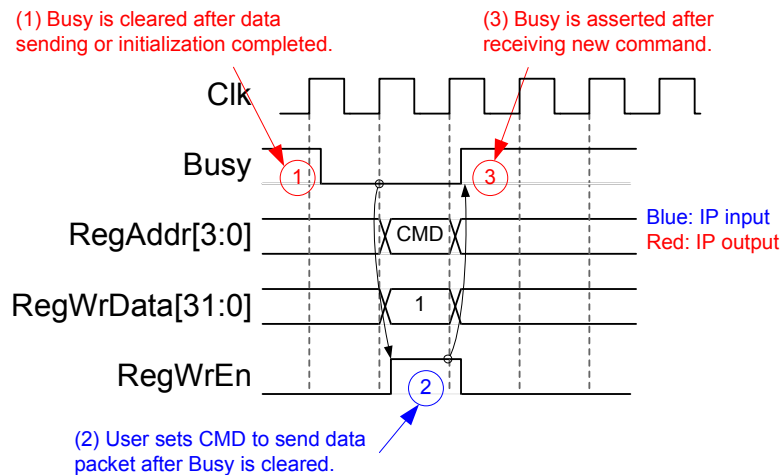 (1) Busy is cleared after data
sending or initialization completed.
(3) Busy is asserted after
receiving new command.
Clk
Busy
1
3
RegAddr[3:0]
CMD
Blue: IP input
Red: IP output
RegWrData[31:0]
1
RegWrEn
2
(2) User sets CMD to send data
packet after Busy is cleared.